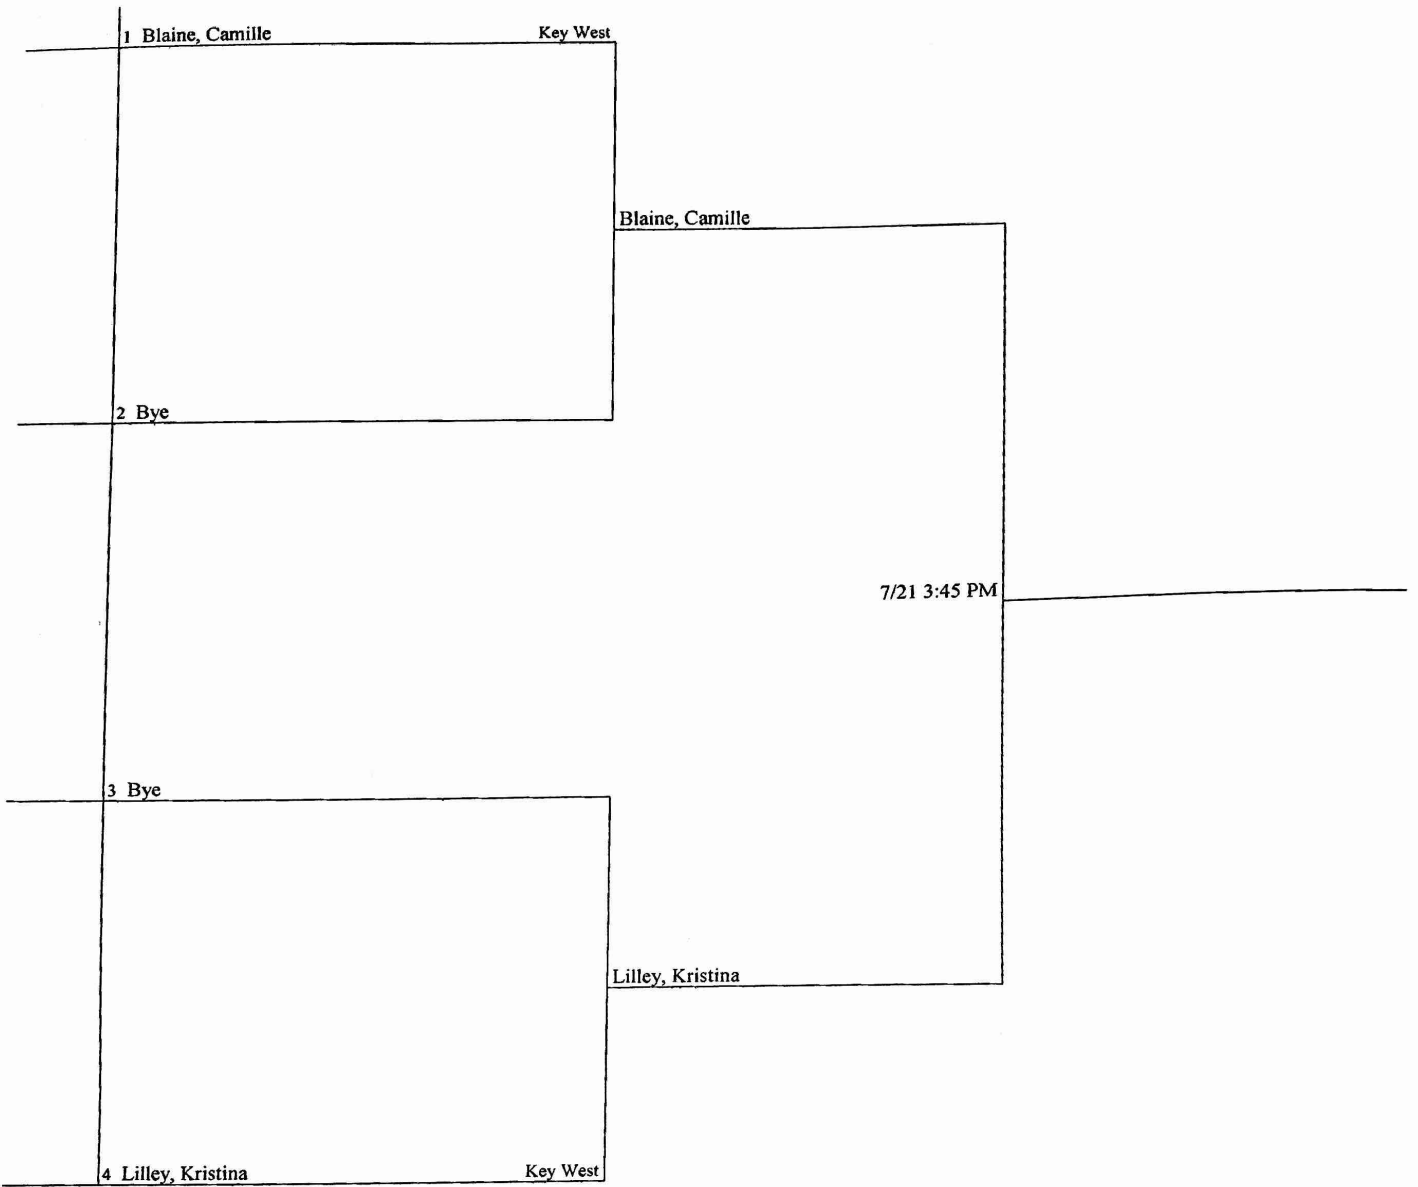 1 Blaine, Camille Key West
Blaine, Camille
2 Bye
7/21 3:45 PM
3 Bye
Lilley, Kristina
4 Lilley, Kristina Key West